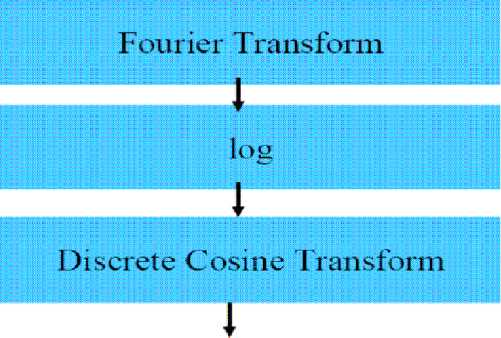 Fourier Transform
log
Discrete Cosine Transform